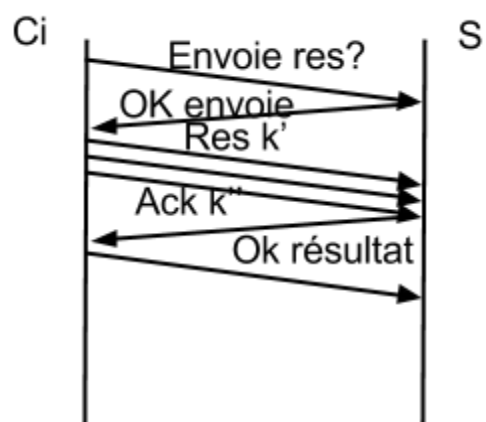 Ci
S
Envoie res?
OK envoie
Res k’
Ack k’’
Ok résultat